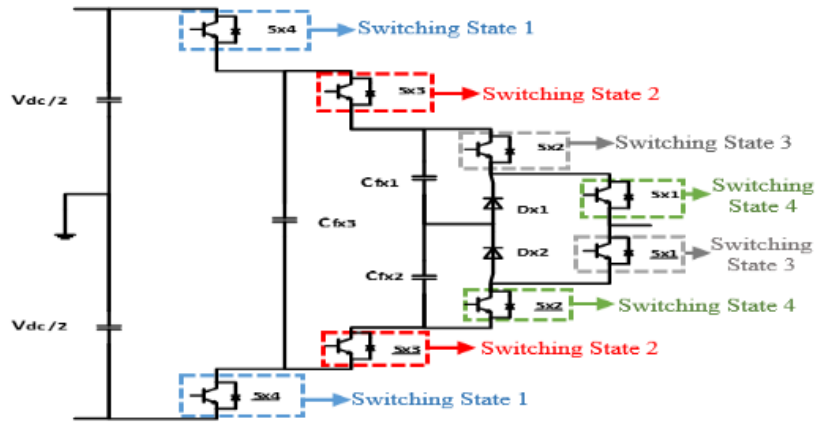 Sx4
Switching State 1
Vdc/2
Sx3
Switching State 2
Sx2
Switching State 3
Cfx1
Dx1
Sx1
Switching
State 4
Cfx3
Dx2
Sx1
Switching
State 3
Cfx2
Sx2
Switching State 4
Vdc/2
Sx3
Switching State 2
Sx4
Switching State 1